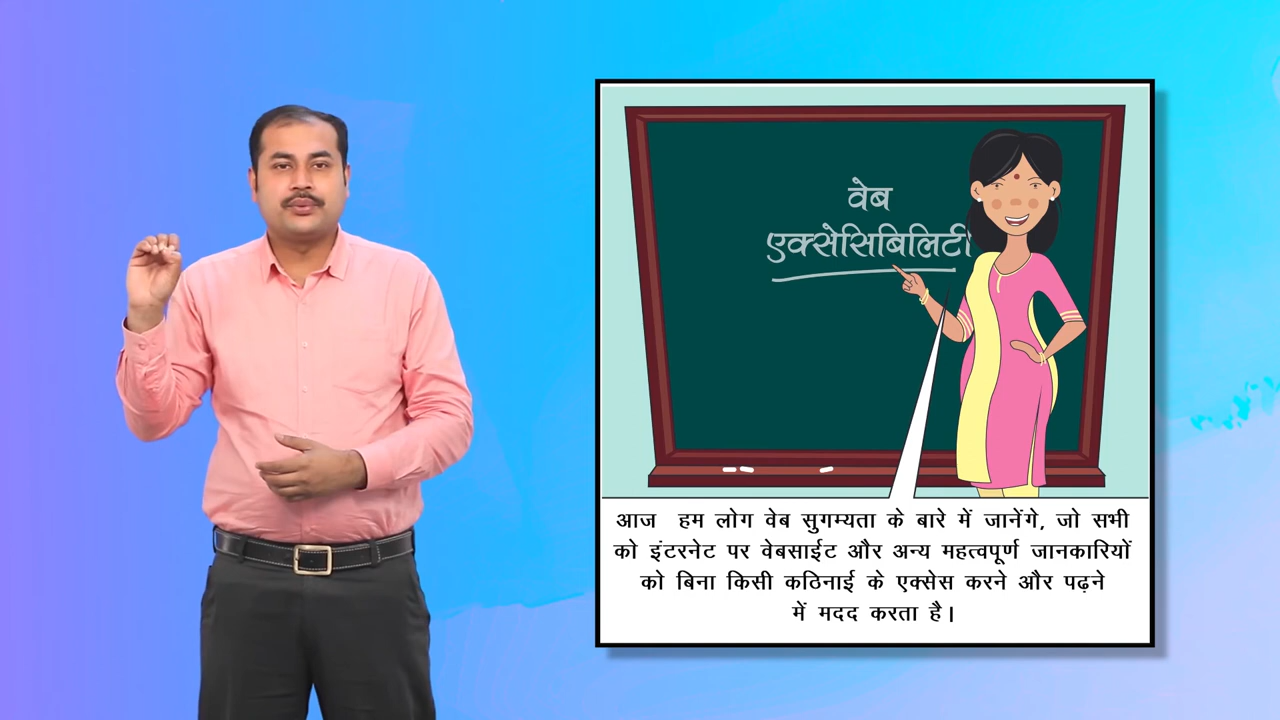 वेब
एक्सेसिबिलिटी
आज हम लोग वेब सुगम्यता के बारे में जानेंगे, जो सभी
को इंटरनेट पर वेबसाईट और अन्य महत्वपूर्ण जानकारियों
को बिना किसी कठिनाई के एक्सेस करने और पढ़ने
में मदद करता है।